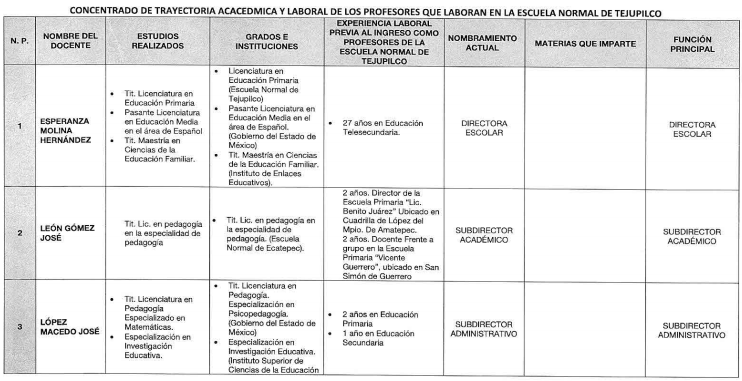 CONCENTRADO DE TRAYECTORIA ACACEDMICA Y LABORAL DE LOS PROFESORES QUE LABORAN EN LA ESCUELA NORMAL DE TEJUPILCO
N. P.
NOMBRE DEL
DOCENTE
ESTUDIOS
REALIZADOS
GRADOS E
INSTITUCIONES
EXPERIENCIA LABORAL
PREVIA AL INGRESO COMO
PROFESORES DE LA
ESCUELA NORMAL DE
TEJUPILCO
NOMBRAMIENTO
ACTUAL
MATERIAS QUE IMPARTE
FUNCIÓN
PRINCIPAL
1
ESPERANZA
MOLINA
HERNÁNDEZ
• Tit. Licenciatura en
Educación Primaria
• Pasante Licenciatura
en Educación Media
en el área de Español
• Tit. Maestría en
Ciencias de la
Educación Familiar.
• Licenciatura en
Educación Primaria
(Escuela Normal de
Tejupilco)
• Pasante Licenciatura en
Educación Media en el
área de Español.
(Gobierno del Estado de
México)
• Tit. Maestría en Ciencias
de la Educación Familiar.
(Instituto de Enlaces
Educativos).
• 27 años en Educación
Telesecundaria.
DIRECTORA
ESCOLAR
DIRECTORA
ESCOLAR
2
LEÓN GÓMEZ
JOSÉ
Tit. Lic. en pedagogía
en la especialidad de
pedagogía
• Tit. Lic. en pedagogía en
la especialidad de
pedagogía. (Escuela
Normal de Ecatepec).
2 años. Director de la
Escuela Primaria "Lic.
Benito Juárez" Ubicado en
Cuadrilla de López del
Mpio. De Amatepec.
2 años. Docente Frente a
grupo en la Escuela
Primaria "Vicente
Guerrero", ubicado en San
Simón de Guerrero
SUBDIRECTOR
ACADÉMICO
SUBDIRECTOR
ACADÉMICO
3
LÓPEZ
MACEDO JOSÉ
• Tit. Licenciatura en
Pedagogía
Especializado en
Matemáticas.
• Especialización en
Investigación
Educativa.
• Tit. Licenciatura en
Pedagogía.
Especialización en
Psicopedagogía.
(Gobierno del Estado de
México)
• Especialización en
Investigación Educativa.
(Instituto Superior de
Ciencias de la Educación
• 2 años en Educación
Primaria
• 1 año en Educación
Secundaria
SUBDIRECTOR
ADMINISTRATIVO
SUBDIRECTOR
ADMINISTRATIVO